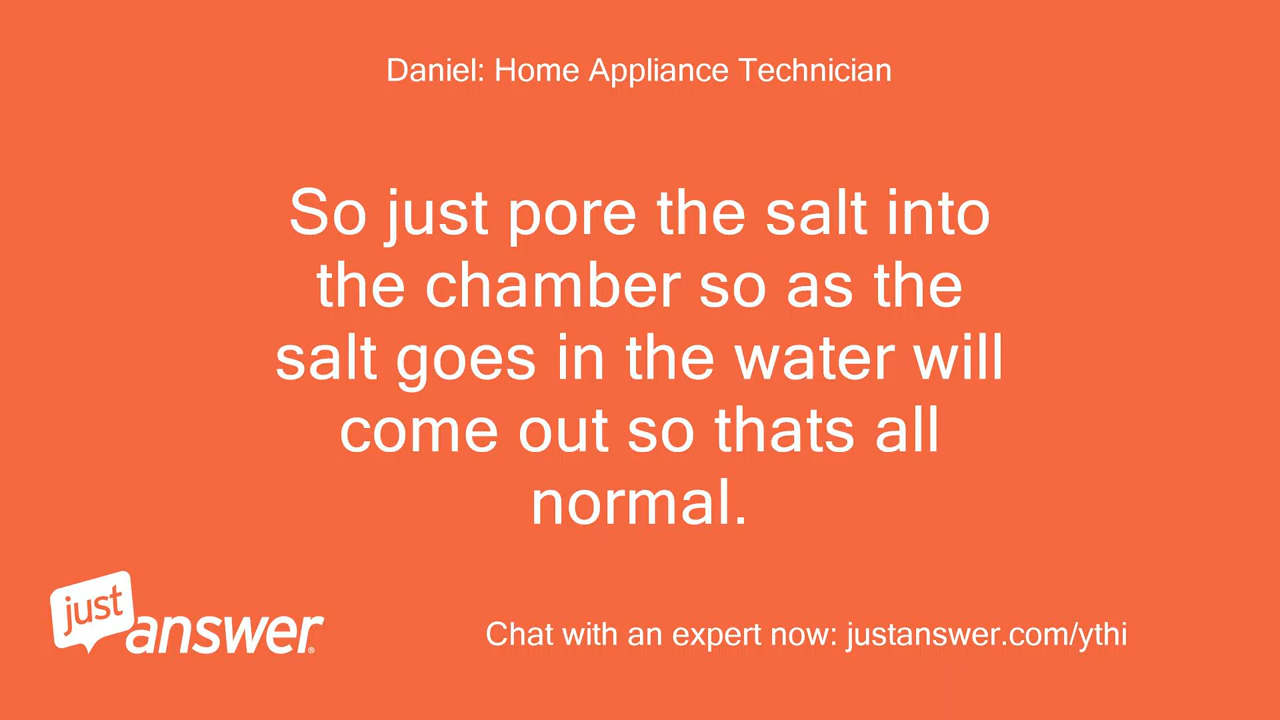 Daniel: Home Appliance Technician
So just pore the salt into
the chamber so as the
salt goes in the water will
come out so thats all
normal.
just
answer®
Chat with an expert now: justanswer.com/ythi